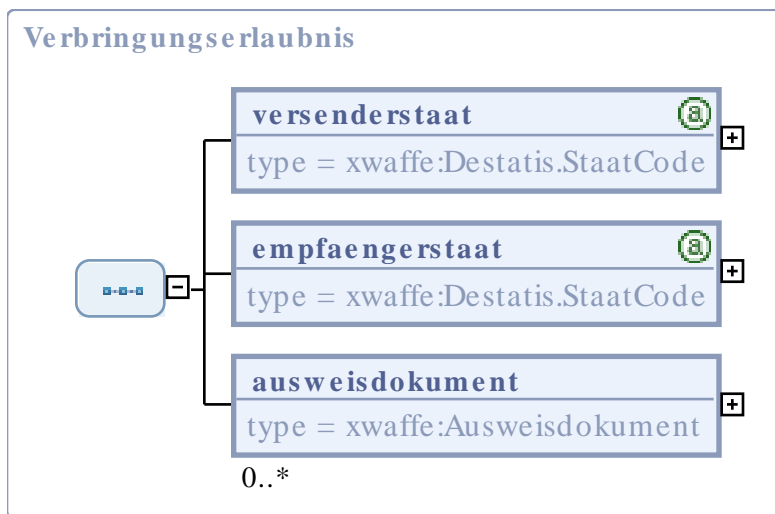 Verbringungserlaubnis
versenderstaat
type = xwaffe:Destatis.StaatCode
empfaengerstaat
type = xwaffe:Destatis.StaatCode
ausweisdokument
type = xwaffe:Ausweisdokument
0..*